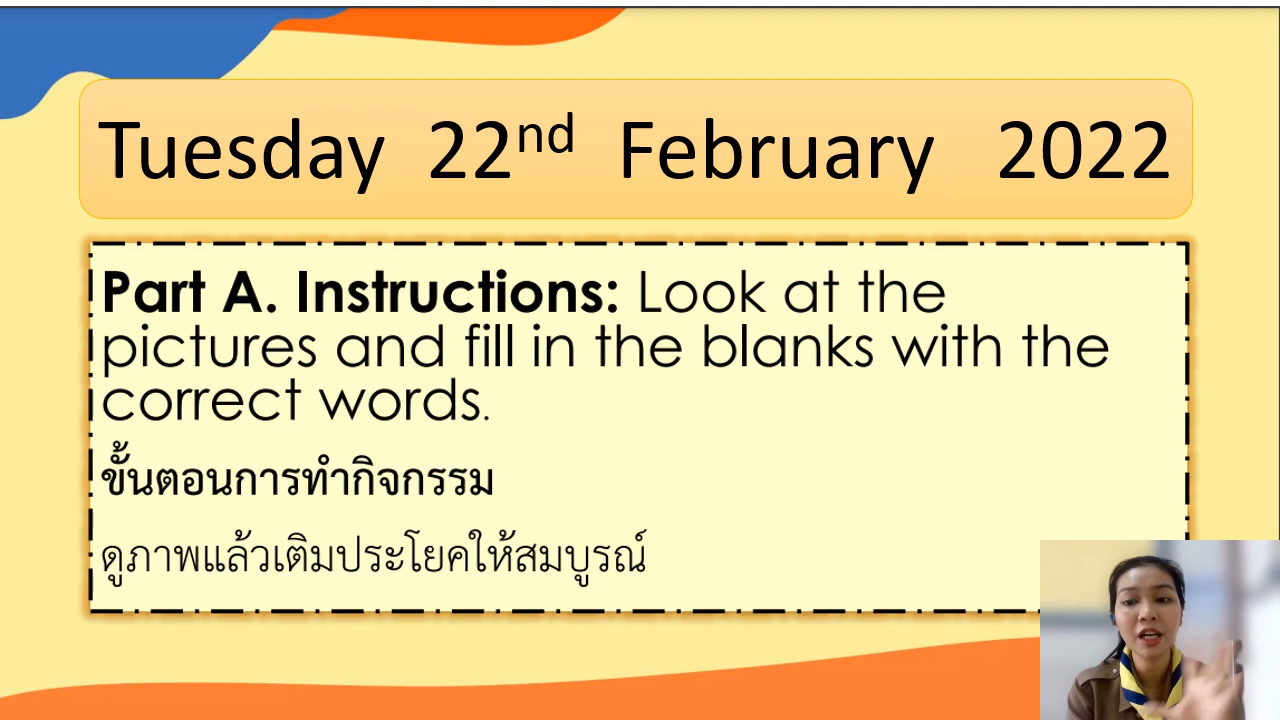 Tuesday 22nd February 2022
Part A. Instructions: Look at the
pictures and fill in the blanks with the
correct words.
ขั้นตอนการทำกิจกรรม
ดูภาพแล้วเติมประโยคให้สมบูรณ์